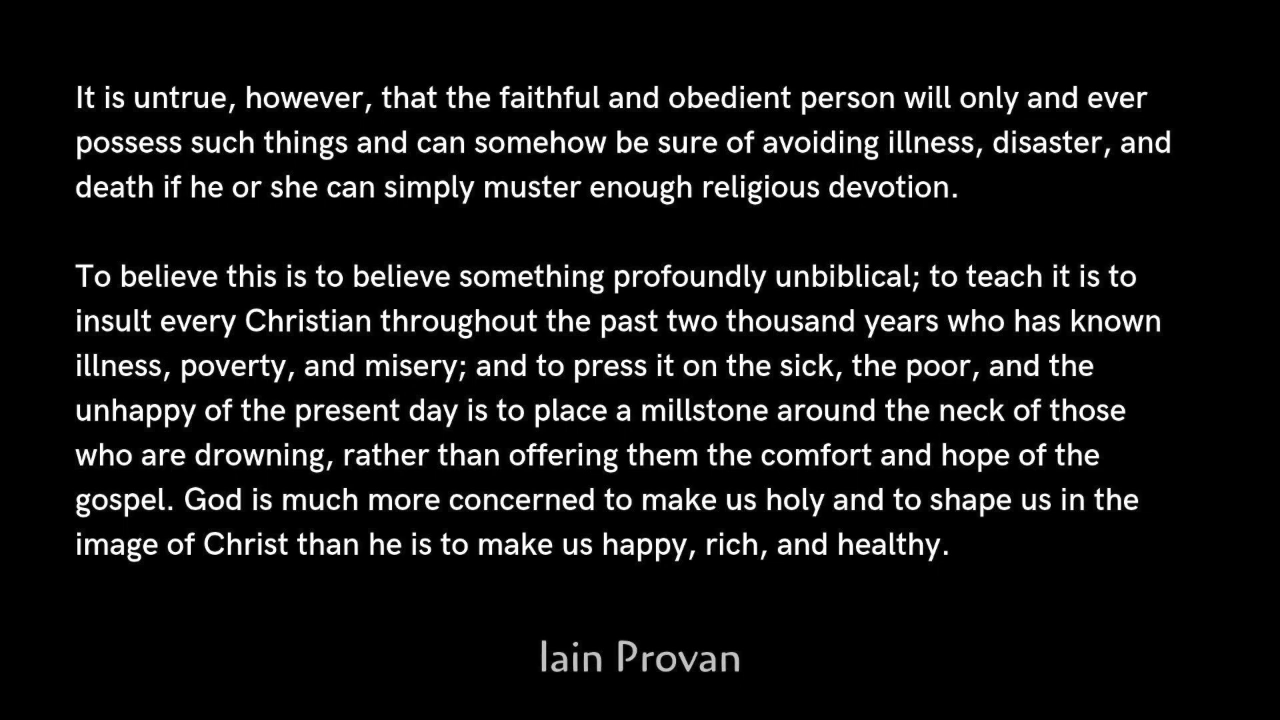 It is untrue, however, that the faithful and obedient person will only and ever
possess such things and can somehow be sure of avoiding illness, disaster, and
death if he or she can simply muster enough religious devotion.
To believe this is to believe something profoundly unbiblical; to teach it is to
insult every Christian throughout the past two thousand years who has known
illness, poverty, and misery; and to press it on the sick, the poor, and the
unhappy of the present day is to place a millstone around the neck of those
who are drowning, rather than offering them the comfort and hope of the
gospel. God is much more concerned to make us holy and to shape us in the
image of Christ than he is to make us happy, rich, and healthy.
Iain Provan